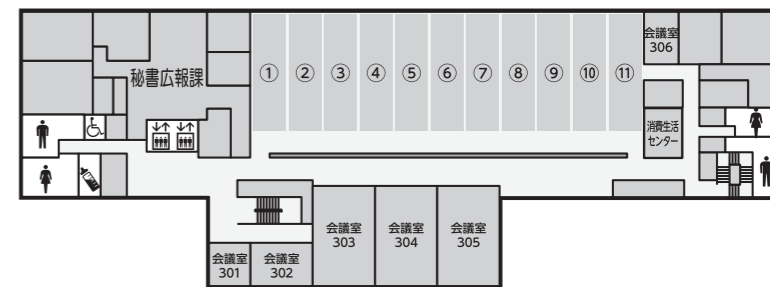 会議室
306
秘書広報課
① ② ③ ④ ⑤ ⑥ ⑦ ⑧ ⑨ ⑩ ⑪
消費生活
センター
会議室
303
会議室
304
会議室
305
会議室
301
会議室
302